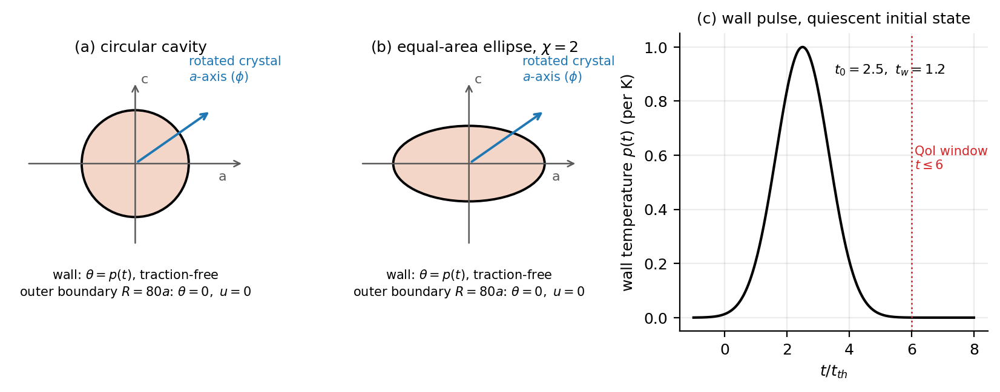 (a) circular cavity
rotated crystal
a-axis (ϕ)
c
a
wall: θ = p(t), traction-free
outer boundary R = 80a: θ = 0, u = 0
(b) equal-area ellipse, χ = 2
rotated crystal
a-axis (ϕ)
c
a
wall: θ = p(t), traction-free
outer boundary R = 80a: θ = 0, u = 0
(c) wall pulse, quiescent initial state
wall temperature p(t) (per K)
1.0
0.8
0.6
0.4
0.2
0.0
t₀ = 2.5, t_w = 1.2
QoI window
t ≤ 6
0 2 4 6 8
t/t_th